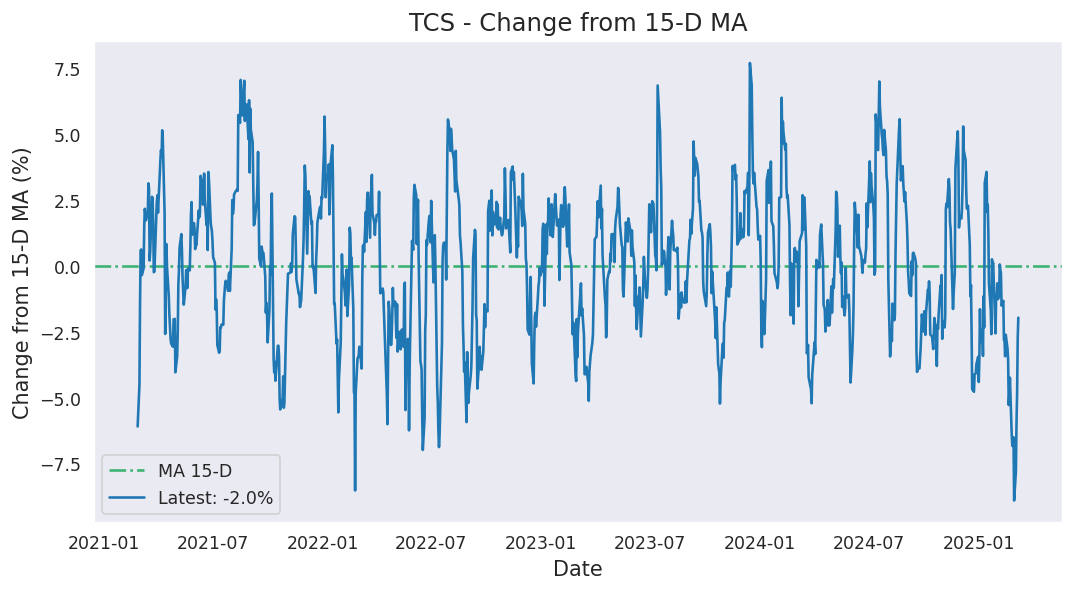 TCS - Change from 15-D MA
Change from 15-D MA (%)
7.5
5.0
2.5
0.0
−2.5
−5.0
−7.5
MA 15-D
Latest: -2.0%
2021-01 2021-07 2022-01 2022-07 2023-01 2023-07 2024-01 2024-07 2025-01
Date